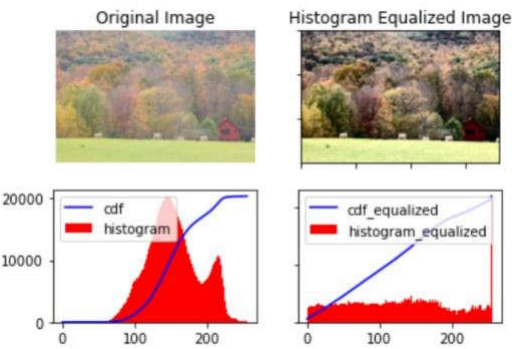 Original Image
Histogram Equalized Image
cdf
histogram
20000
10000
0
0 100 200
cdf_equalized
histogram_equalized
0 100 200